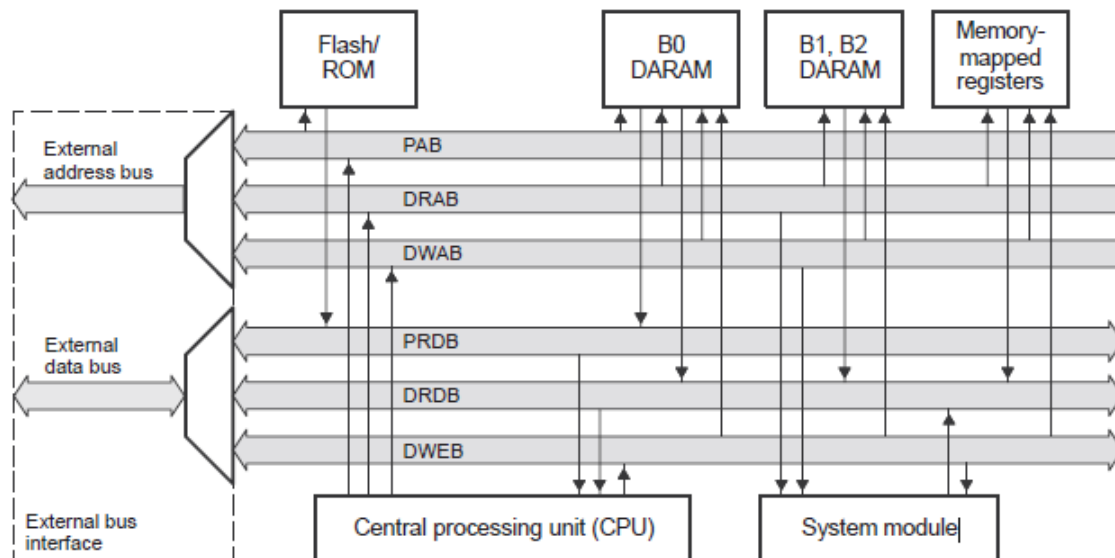 Flash/
ROM
B0
DARAM
B1, B2
DARAM
Memory-
mapped
registers
External
address bus
PAB
DRAB
DWAB
External
data bus
PRDB
DRDB
DWEB
External bus
interface
Central processing unit (CPU)
System module